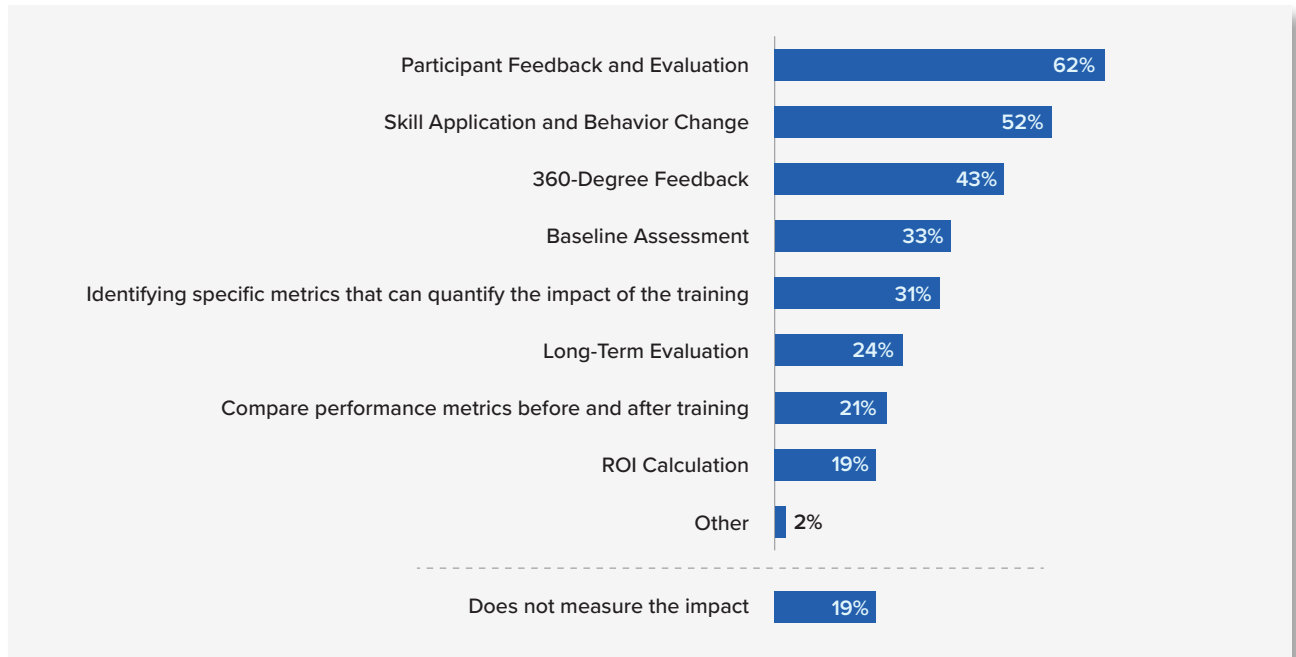 Participant Feedback and Evaluation 62%
Skill Application and Behavior Change 52%
360-Degree Feedback 43%
Baseline Assessment 33%
Identifying specific metrics that can quantify the impact of the training 31%
Long-Term Evaluation 24%
Compare performance metrics before and after training 21%
ROI Calculation 19%
Other 2%
Does not measure the impact 19%